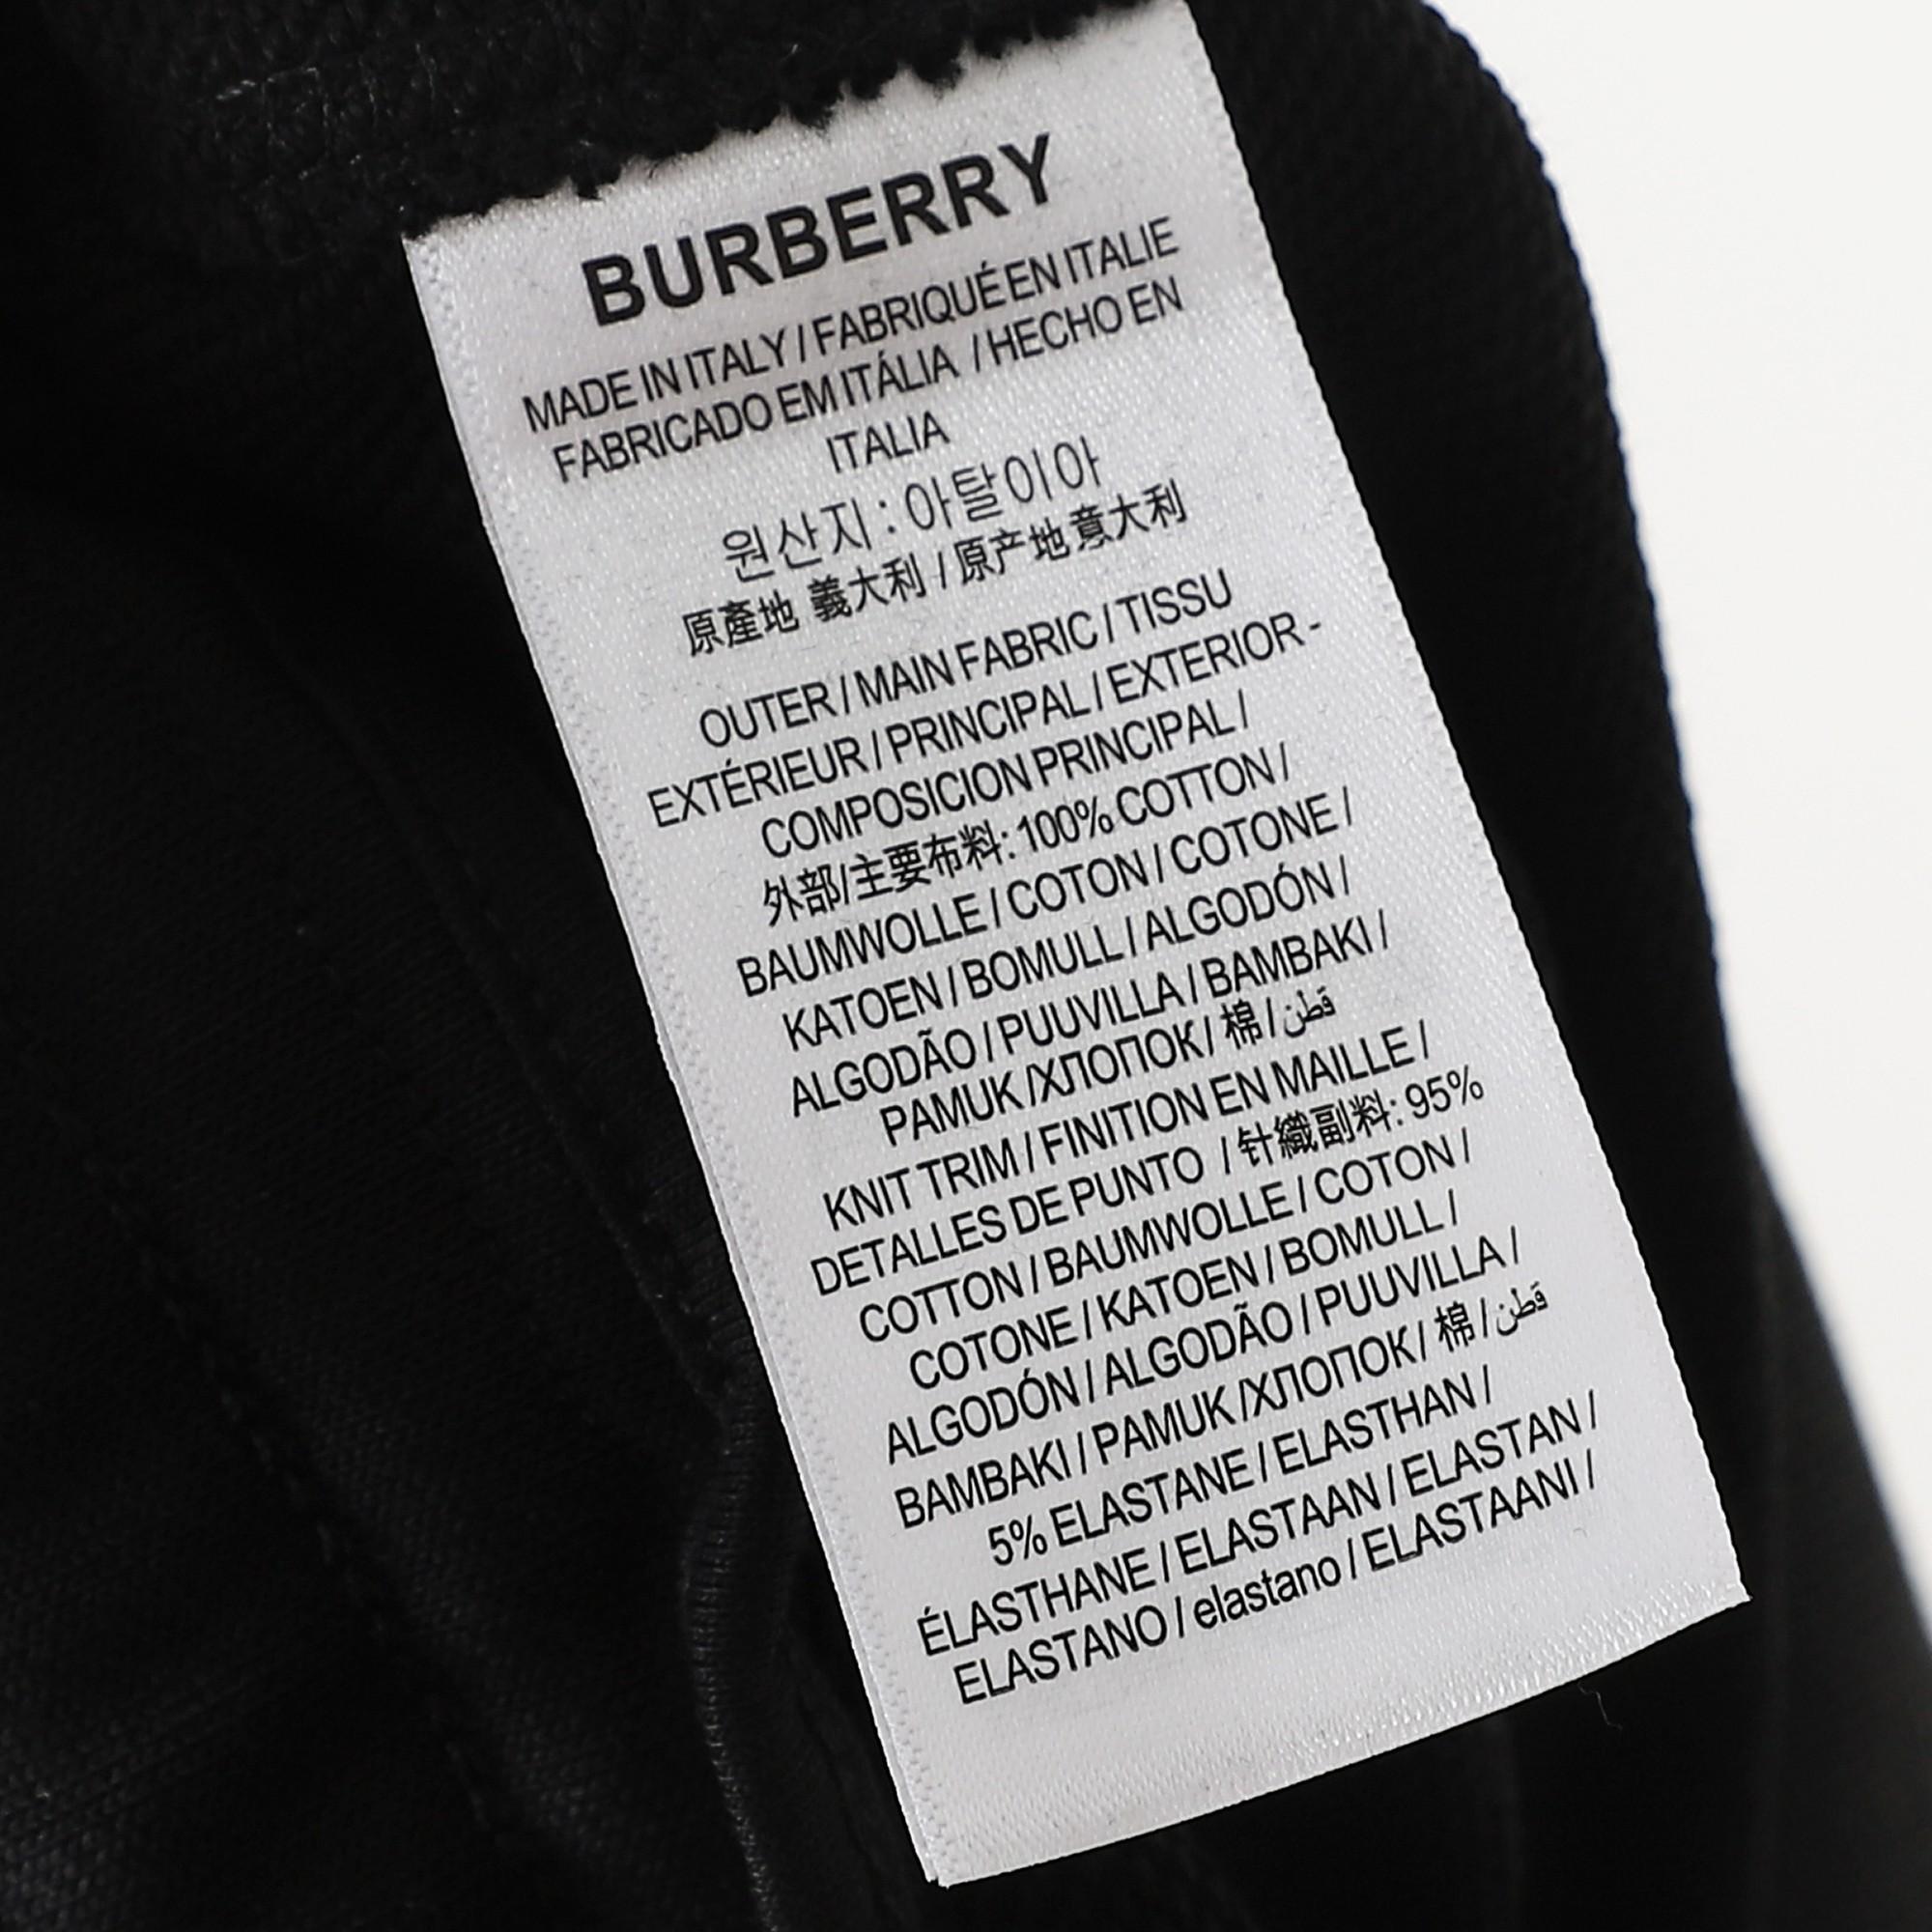 BURBERRY
MADE IN ITALY / FABRIQUÉ EN ITALIE
FABRICADO EM ITÁLIA / HECHO EN
ITALIA
원산지 : 아탈이아
原產地 義大利 / 原产地 意大利
OUTER / MAIN FABRIC / TISSU
EXTÉRIEUR / PRINCIPAL / EXTERIOR -
COMPOSICION PRINCIPAL /
外部/主要布料: 100% COTTON /
BAUMWOLLE / COTON / COTONE /
KATOEN / BOMULL / ALGODÓN /
ALGODÃO / PUUVILLA / BAMBAKI /
PAMUK /ХЛОПОК / 棉 / قطن
KNIT TRIM / FINITION EN MAILLE /
DETALLES DE PUNTO / 针織副料: 95%
COTTON / BAUMWOLLE / COTON /
COTONE / KATOEN / BOMULL /
ALGODÓN / ALGODÃO / PUUVILLA /
BAMBAKI / PAMUK /ХЛОПОК / 棉 / قطن
5% ELASTANE / ELASTHAN /
ÉLASTHANE / ELASTAAN / ELASTAN /
ELASTANO / elastano / ELASTAANI /